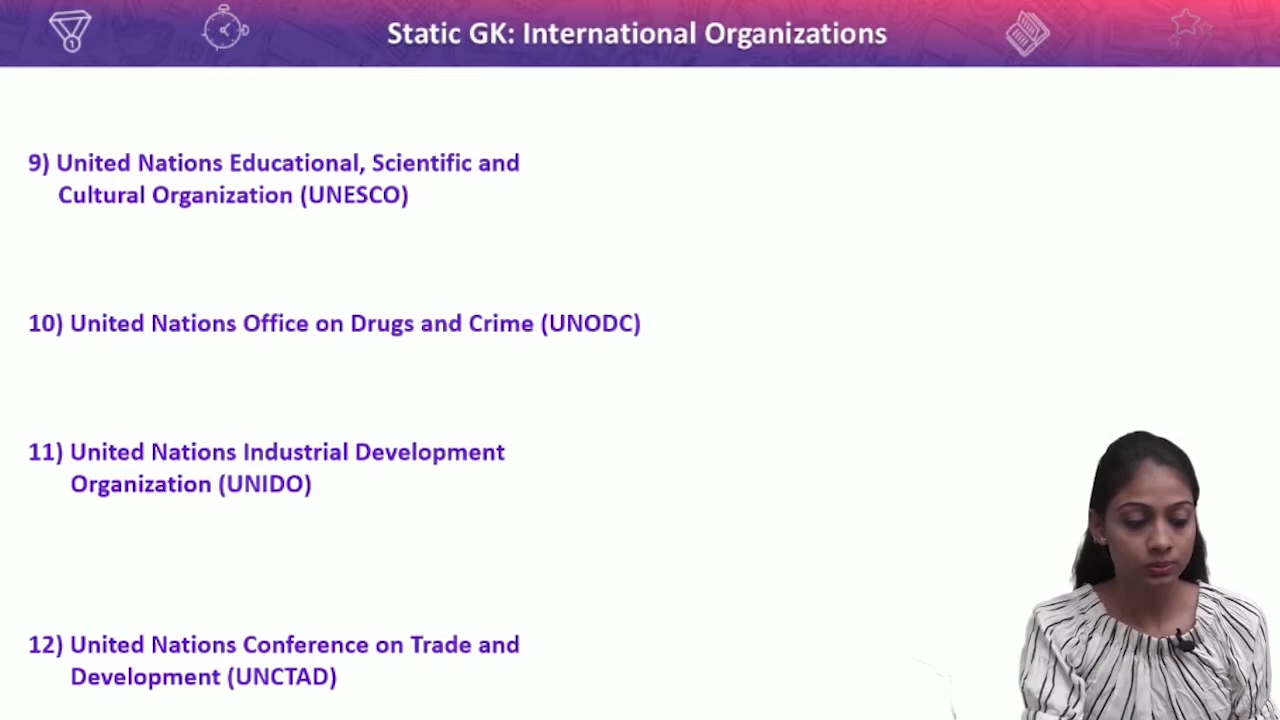 Static GK: International Organizations
9) United Nations Educational, Scientific and
Cultural Organization (UNESCO)
10) United Nations Office on Drugs and Crime (UNODC)
11) United Nations Industrial Development
Organization (UNIDO)
12) United Nations Conference on Trade and
Development (UNCTAD)